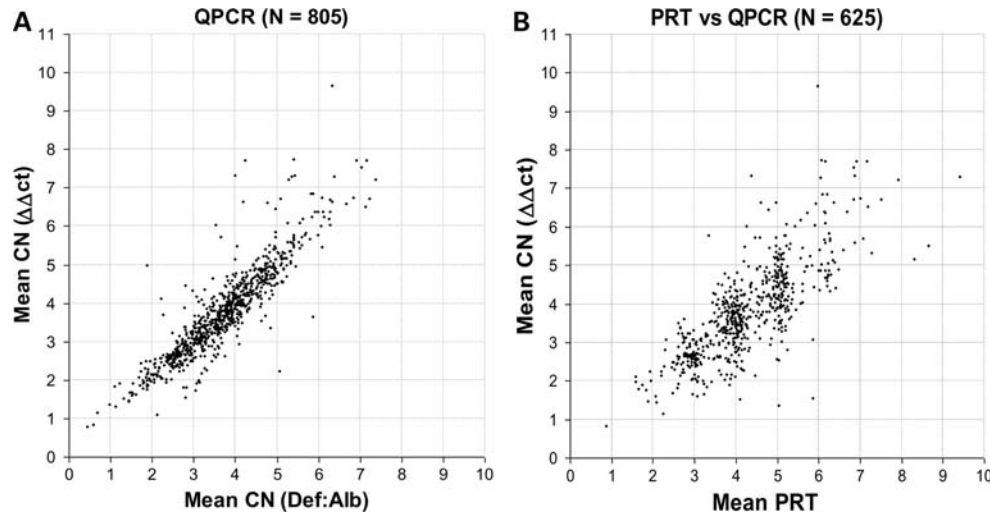 A
QPCR (N = 805)
11
10
9
8
7
6
5
4
3
2
1
0
0 1 2 3 4 5 6 7 8 9 10
Mean CN (ΔΔct)
Mean CN (Def:Alb)
B
PRT vs QPCR (N = 625)
11
10
9
8
7
6
5
4
3
2
1
0
0 1 2 3 4 5 6 7 8 9 10
Mean CN (ΔΔct)
Mean PRT